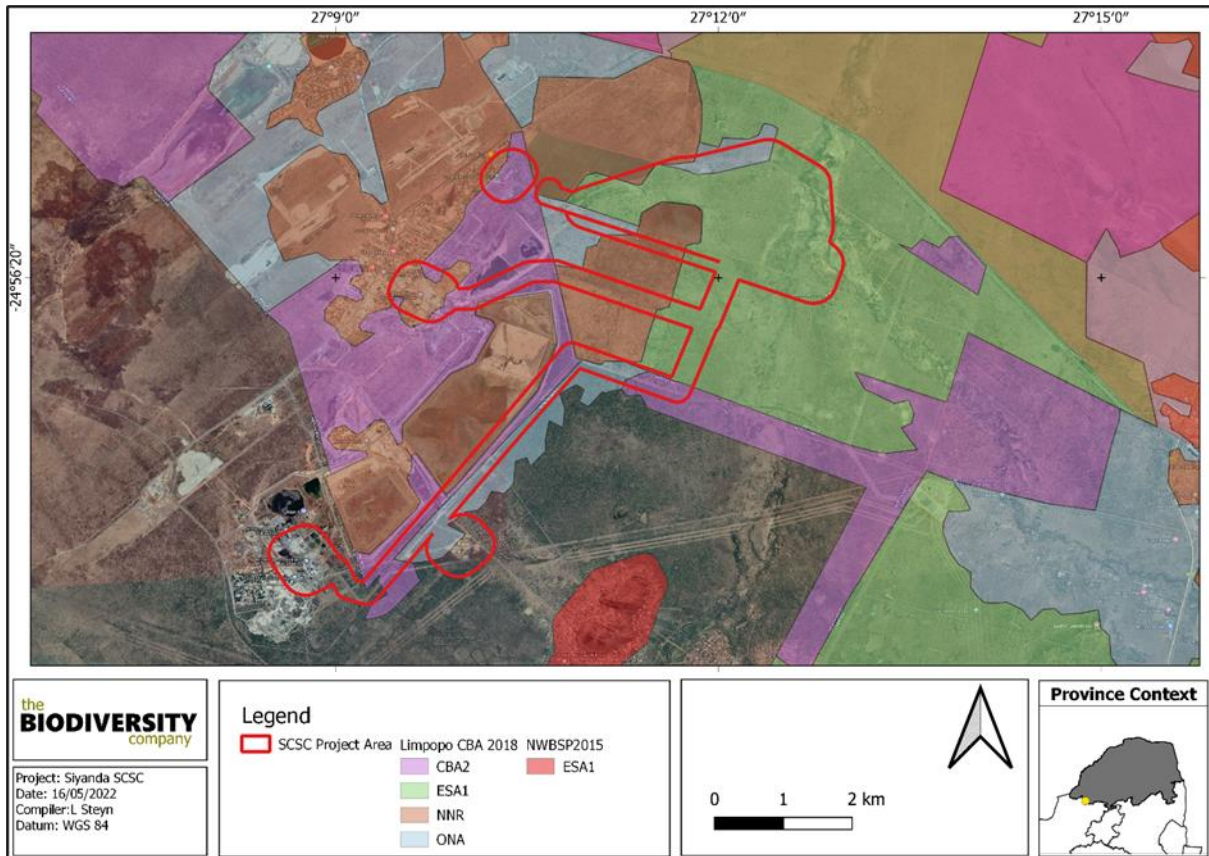 27°9'0" 27°12'0" 27°15'0"
-24°56'20"
the
BIODIVERSITY
company
Project: Siyanda SCSC
Date: 16/05/2022
Compiler:L Steyn
Datum: WGS 84
Legend
SCSC Project Area Limpopo CBA 2018 NWBSP2015
CBA2 ESA1
ESA1
NNR
ONA
0 1 2 km
Province Context